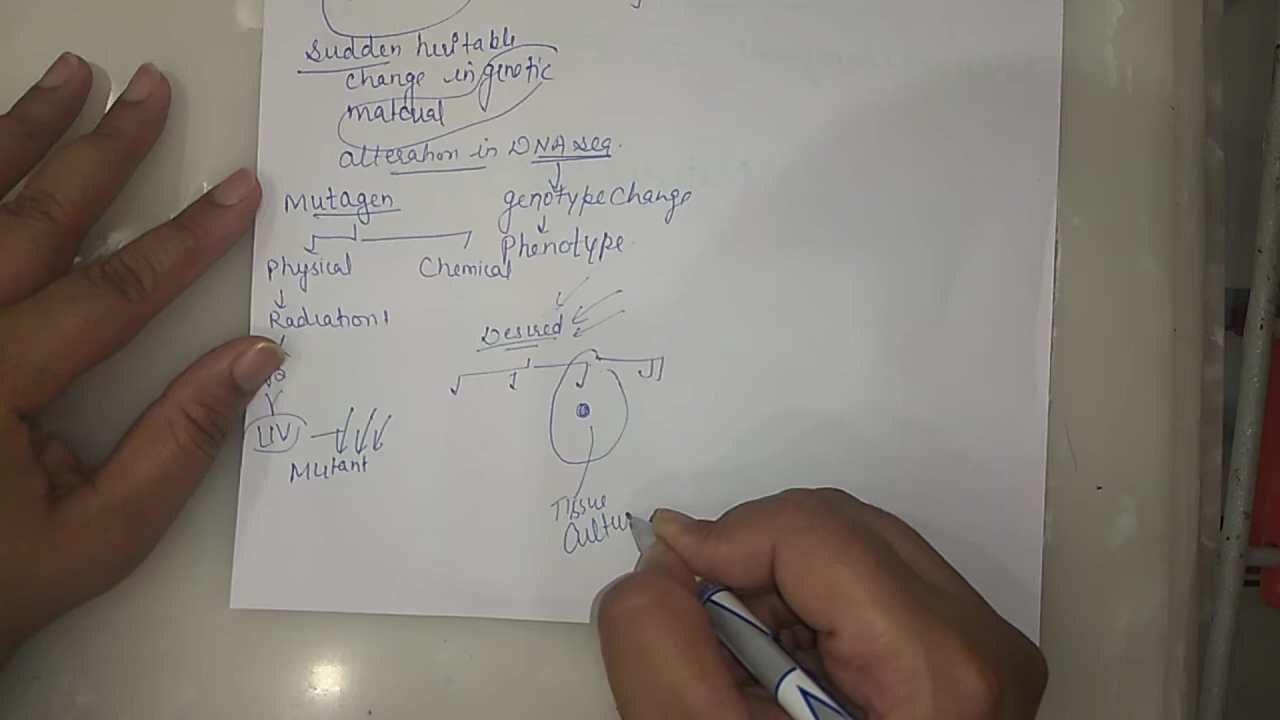 Sudden heritable
change in genetic
material
alteration in DNA seq.
Mutagen
genotype change
Phenotype.
Physical
Chemical
Radiation
Desired
UV
Mutant
Tissue
Cultu